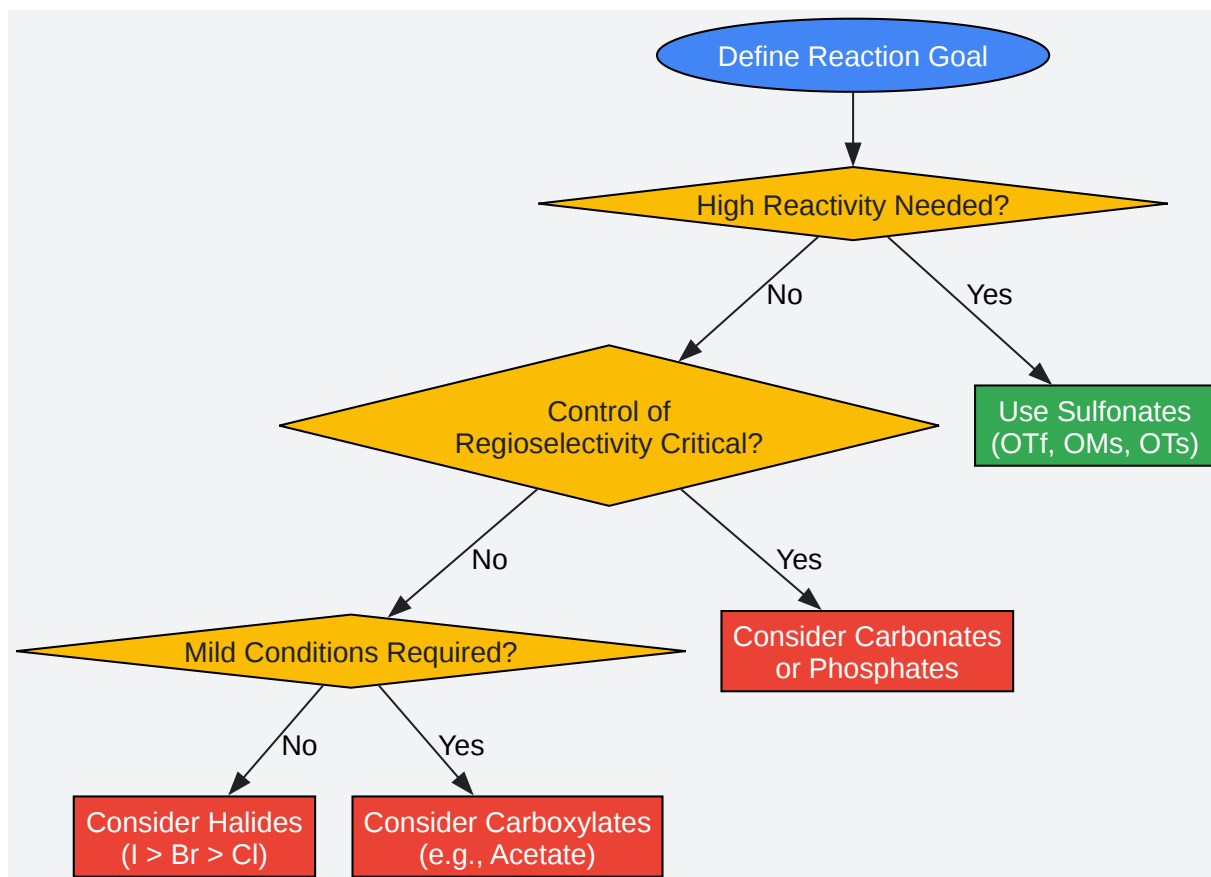 Define Reaction Goal
High Reactivity Needed?
No
Yes
Control of
Regioselectivity Critical?
Use Sulfonates
(OTf, OMs, OTs)
No
Yes
Mild Conditions Required?
Consider Carbonates
or Phosphates
No
Yes
Consider Halides
(I > Br > Cl)
Consider Carboxylates
(e.g., Acetate)